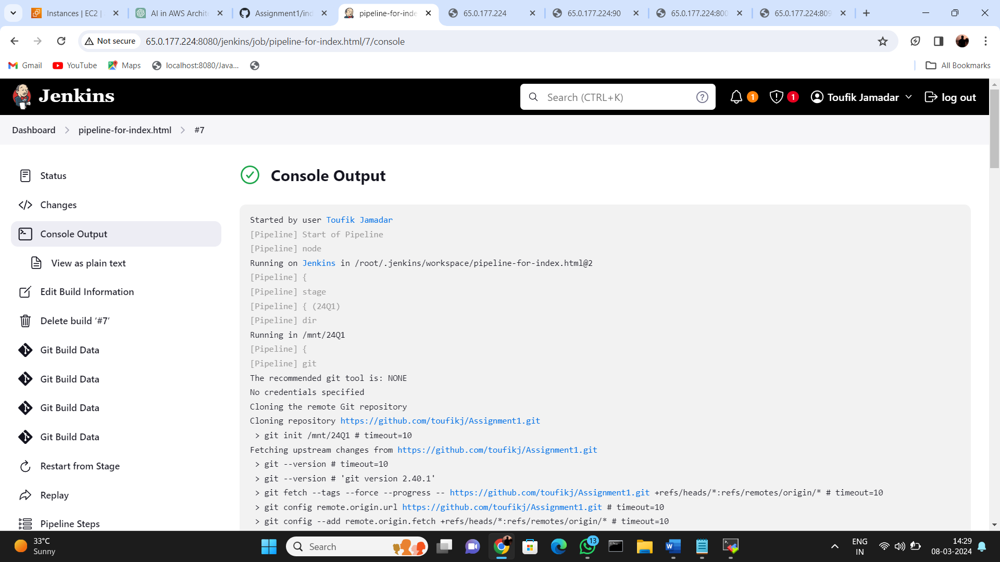 Instances | EC2 |
AI in AWS Archit
Assignment1/ind
pipeline-for-inde
65.0.177.224
65.0.177.224:90
65.0.177.224:800
65.0.177.224:809
Not secure
65.0.177.224:8080/jenkins/job/pipeline-for-index.html/7/console
Gmail
YouTube
Maps
localhost:8080/Java...
All Bookmarks
Jenkins
Search (CTRL+K)
?
1
1
Toufik Jamadar
log out
Dashboard
pipeline-for-index.html
#7
Status
Changes
Console Output
View as plain text
Edit Build Information
Delete build ‘#7’
Git Build Data
Git Build Data
Git Build Data
Git Build Data
Restart from Stage
Replay
Pipeline Steps
Console Output
Started by user Toufik Jamadar
[Pipeline] Start of Pipeline
[Pipeline] node
Running on Jenkins in /root/.jenkins/workspace/pipeline-for-index.html@2
[Pipeline] {
[Pipeline] stage
[Pipeline] { (24Q1)
[Pipeline] dir
Running in /mnt/24Q1
[Pipeline] {
[Pipeline] git
The recommended git tool is: NONE
No credentials specified
Cloning the remote Git repository
Cloning repository https://github.com/toufikj/Assignment1.git
> git init /mnt/24Q1 # timeout=10
Fetching upstream changes from https://github.com/toufikj/Assignment1.git
> git --version # timeout=10
> git --version # 'git version 2.40.1'
> git fetch --tags --force --progress -- https://github.com/toufikj/Assignment1.git +refs/heads/*:refs/remotes/origin/* # timeout=10
> git config remote.origin.url https://github.com/toufikj/Assignment1.git # timeout=10
> git config --add remote.origin.fetch +refs/heads/*:refs/remotes/origin/* # timeout=10
33°C
Sunny
Search
13
ENG
IN
14:29
08-03-2024